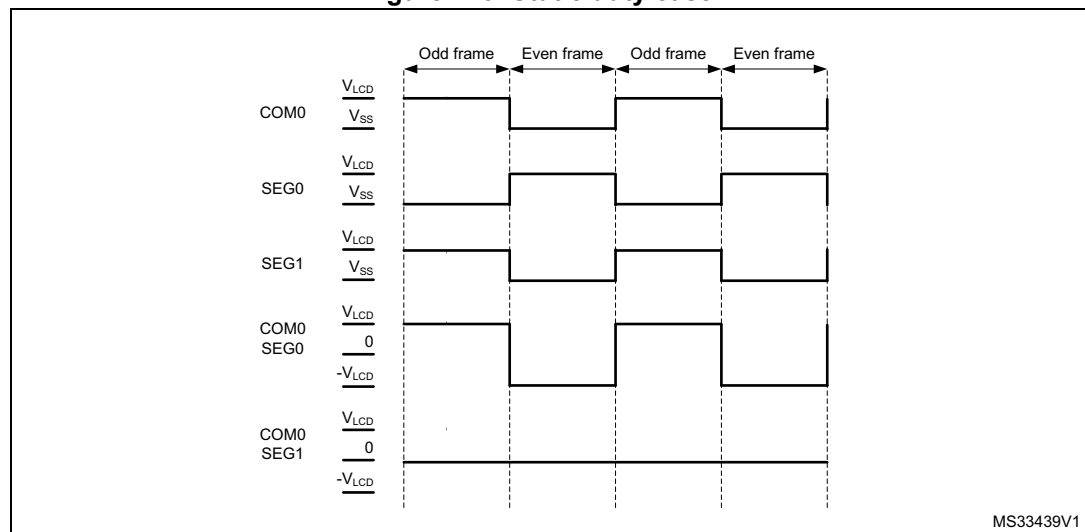 Odd frame Even frame Odd frame Even frame
VLCD
COM0
VSS
VLCD
SEG0
VSS
VLCD
SEG1
VSS
VLCD
COM0
SEG0
0
-VLCD
VLCD
COM0
SEG1
0
-VLCD
MS33439V1